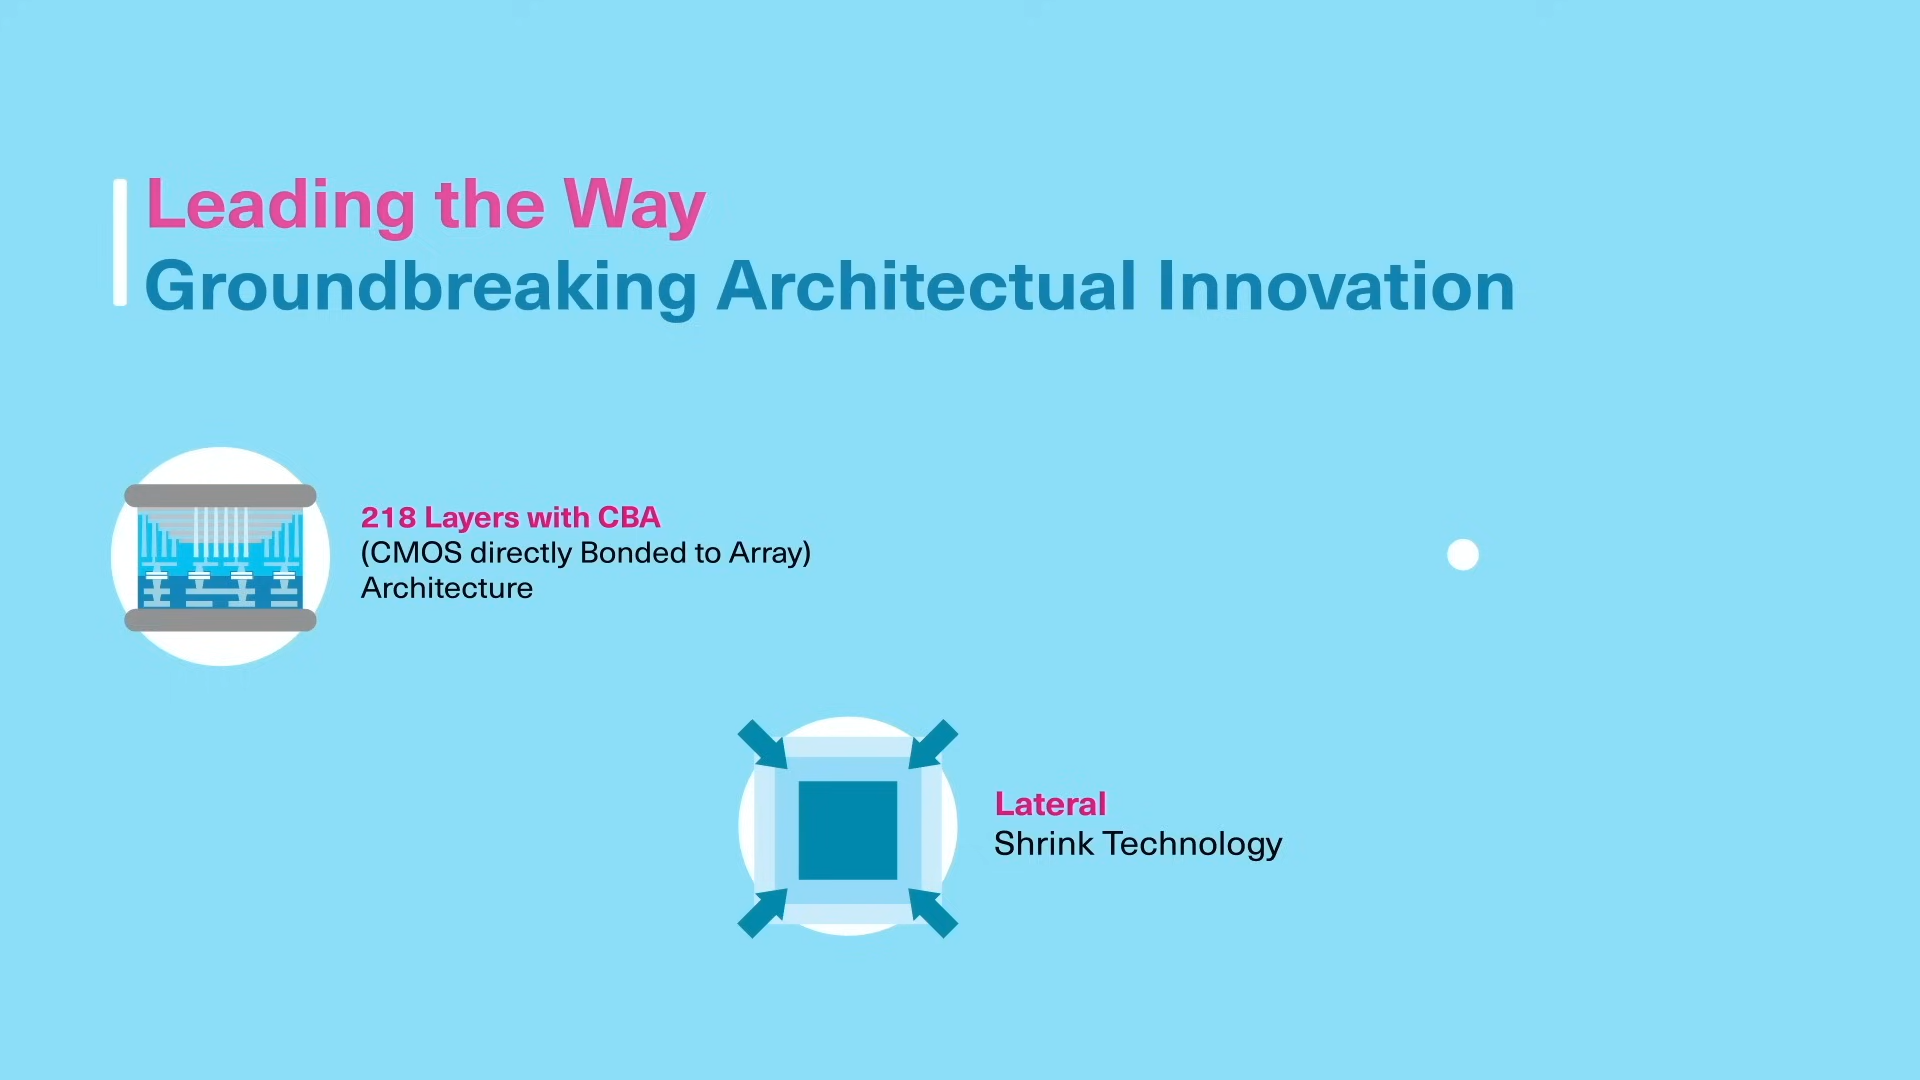 Leading the Way
Groundbreaking Architectual Innovation
218 Layers with CBA
(CMOS directly Bonded to Array)
Architecture
Lateral
Shrink Technology